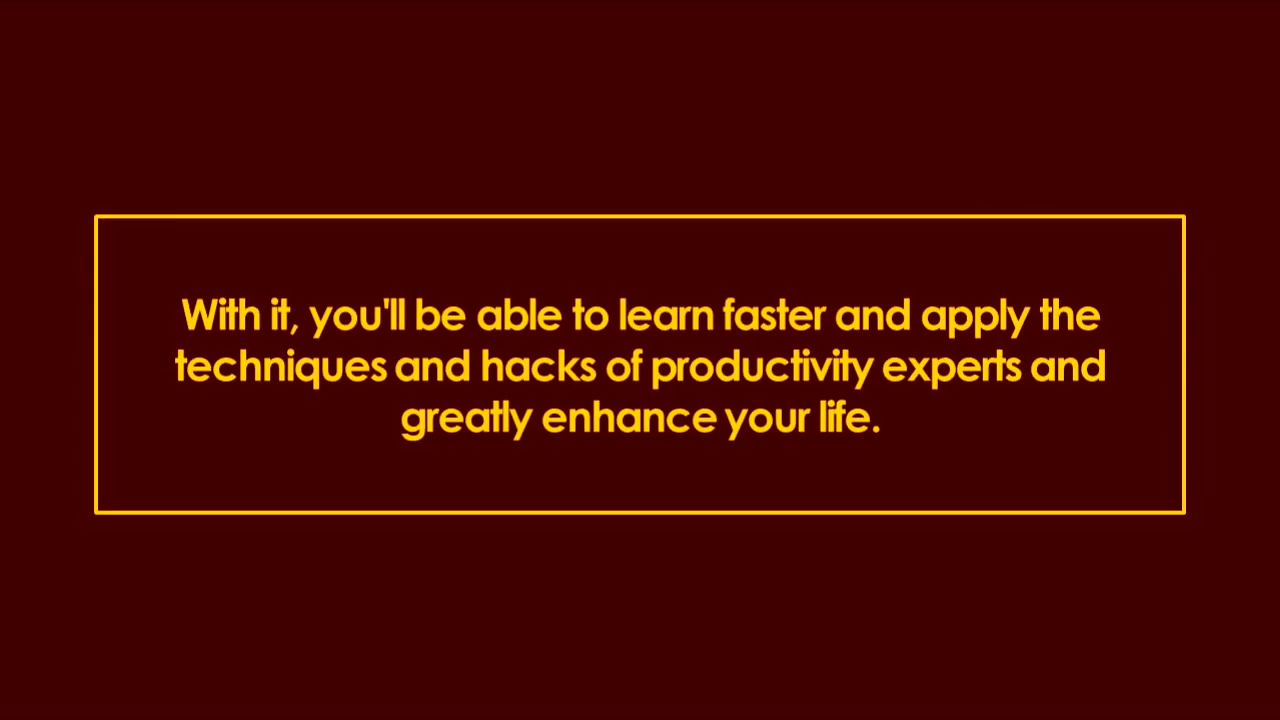 With it, you'll be able to learn faster and apply the
techniques and hacks of productivity experts and
greatly enhance your life.